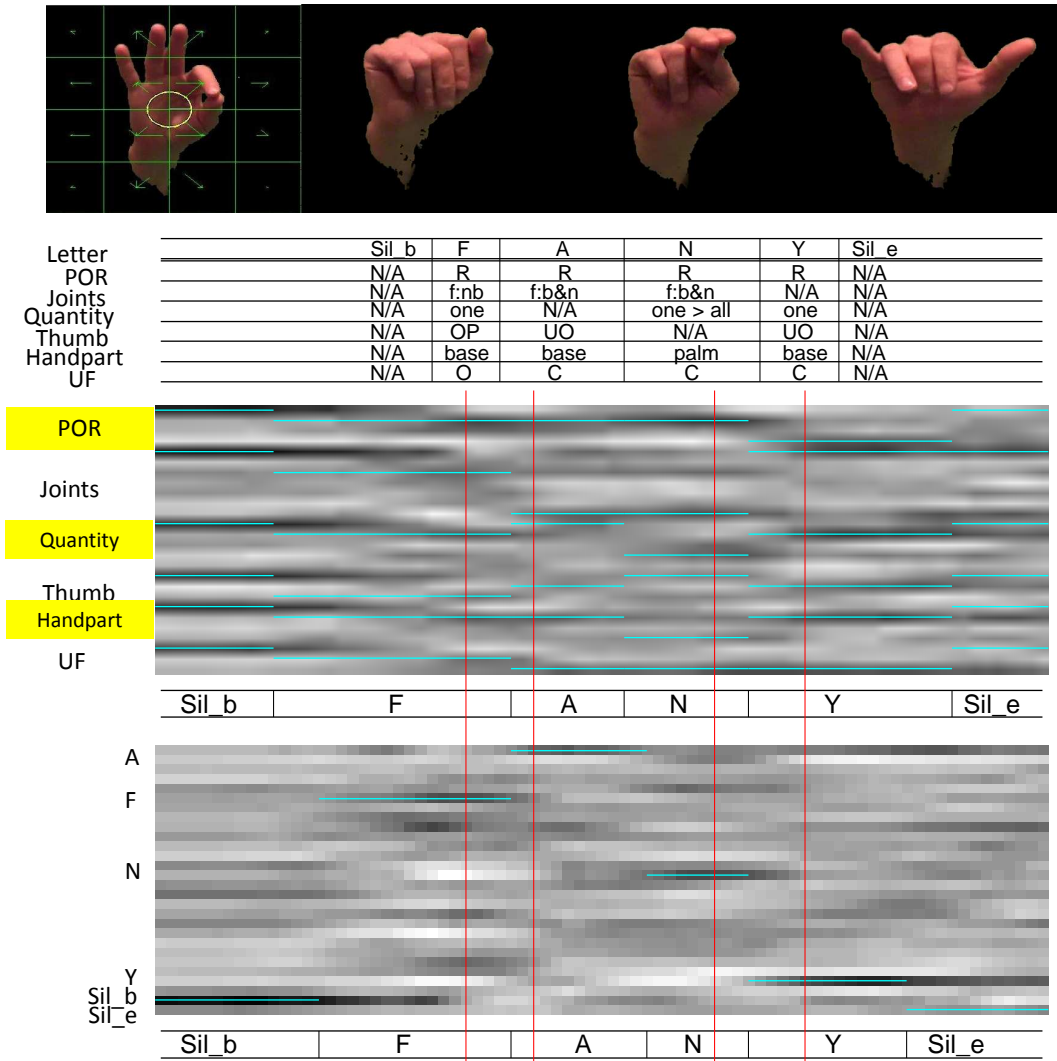 Letter Sil_b F A N Y Sil_e
POR N/A R R R R N/A
Joints N/A f:nb f:b&n f:b&n N/A N/A
Quantity N/A one N/A one > all one N/A
Thumb N/A OP UO N/A UO N/A
Handpart N/A base base palm base N/A
UF N/A O C C C N/A
POR
Joints
Quantity
Thumb
Handpart
UF
Sil_b F A N Y Sil_e
A
F
N
Y
Sil_b
Sil_e
Sil_b F A N Y Sil_e